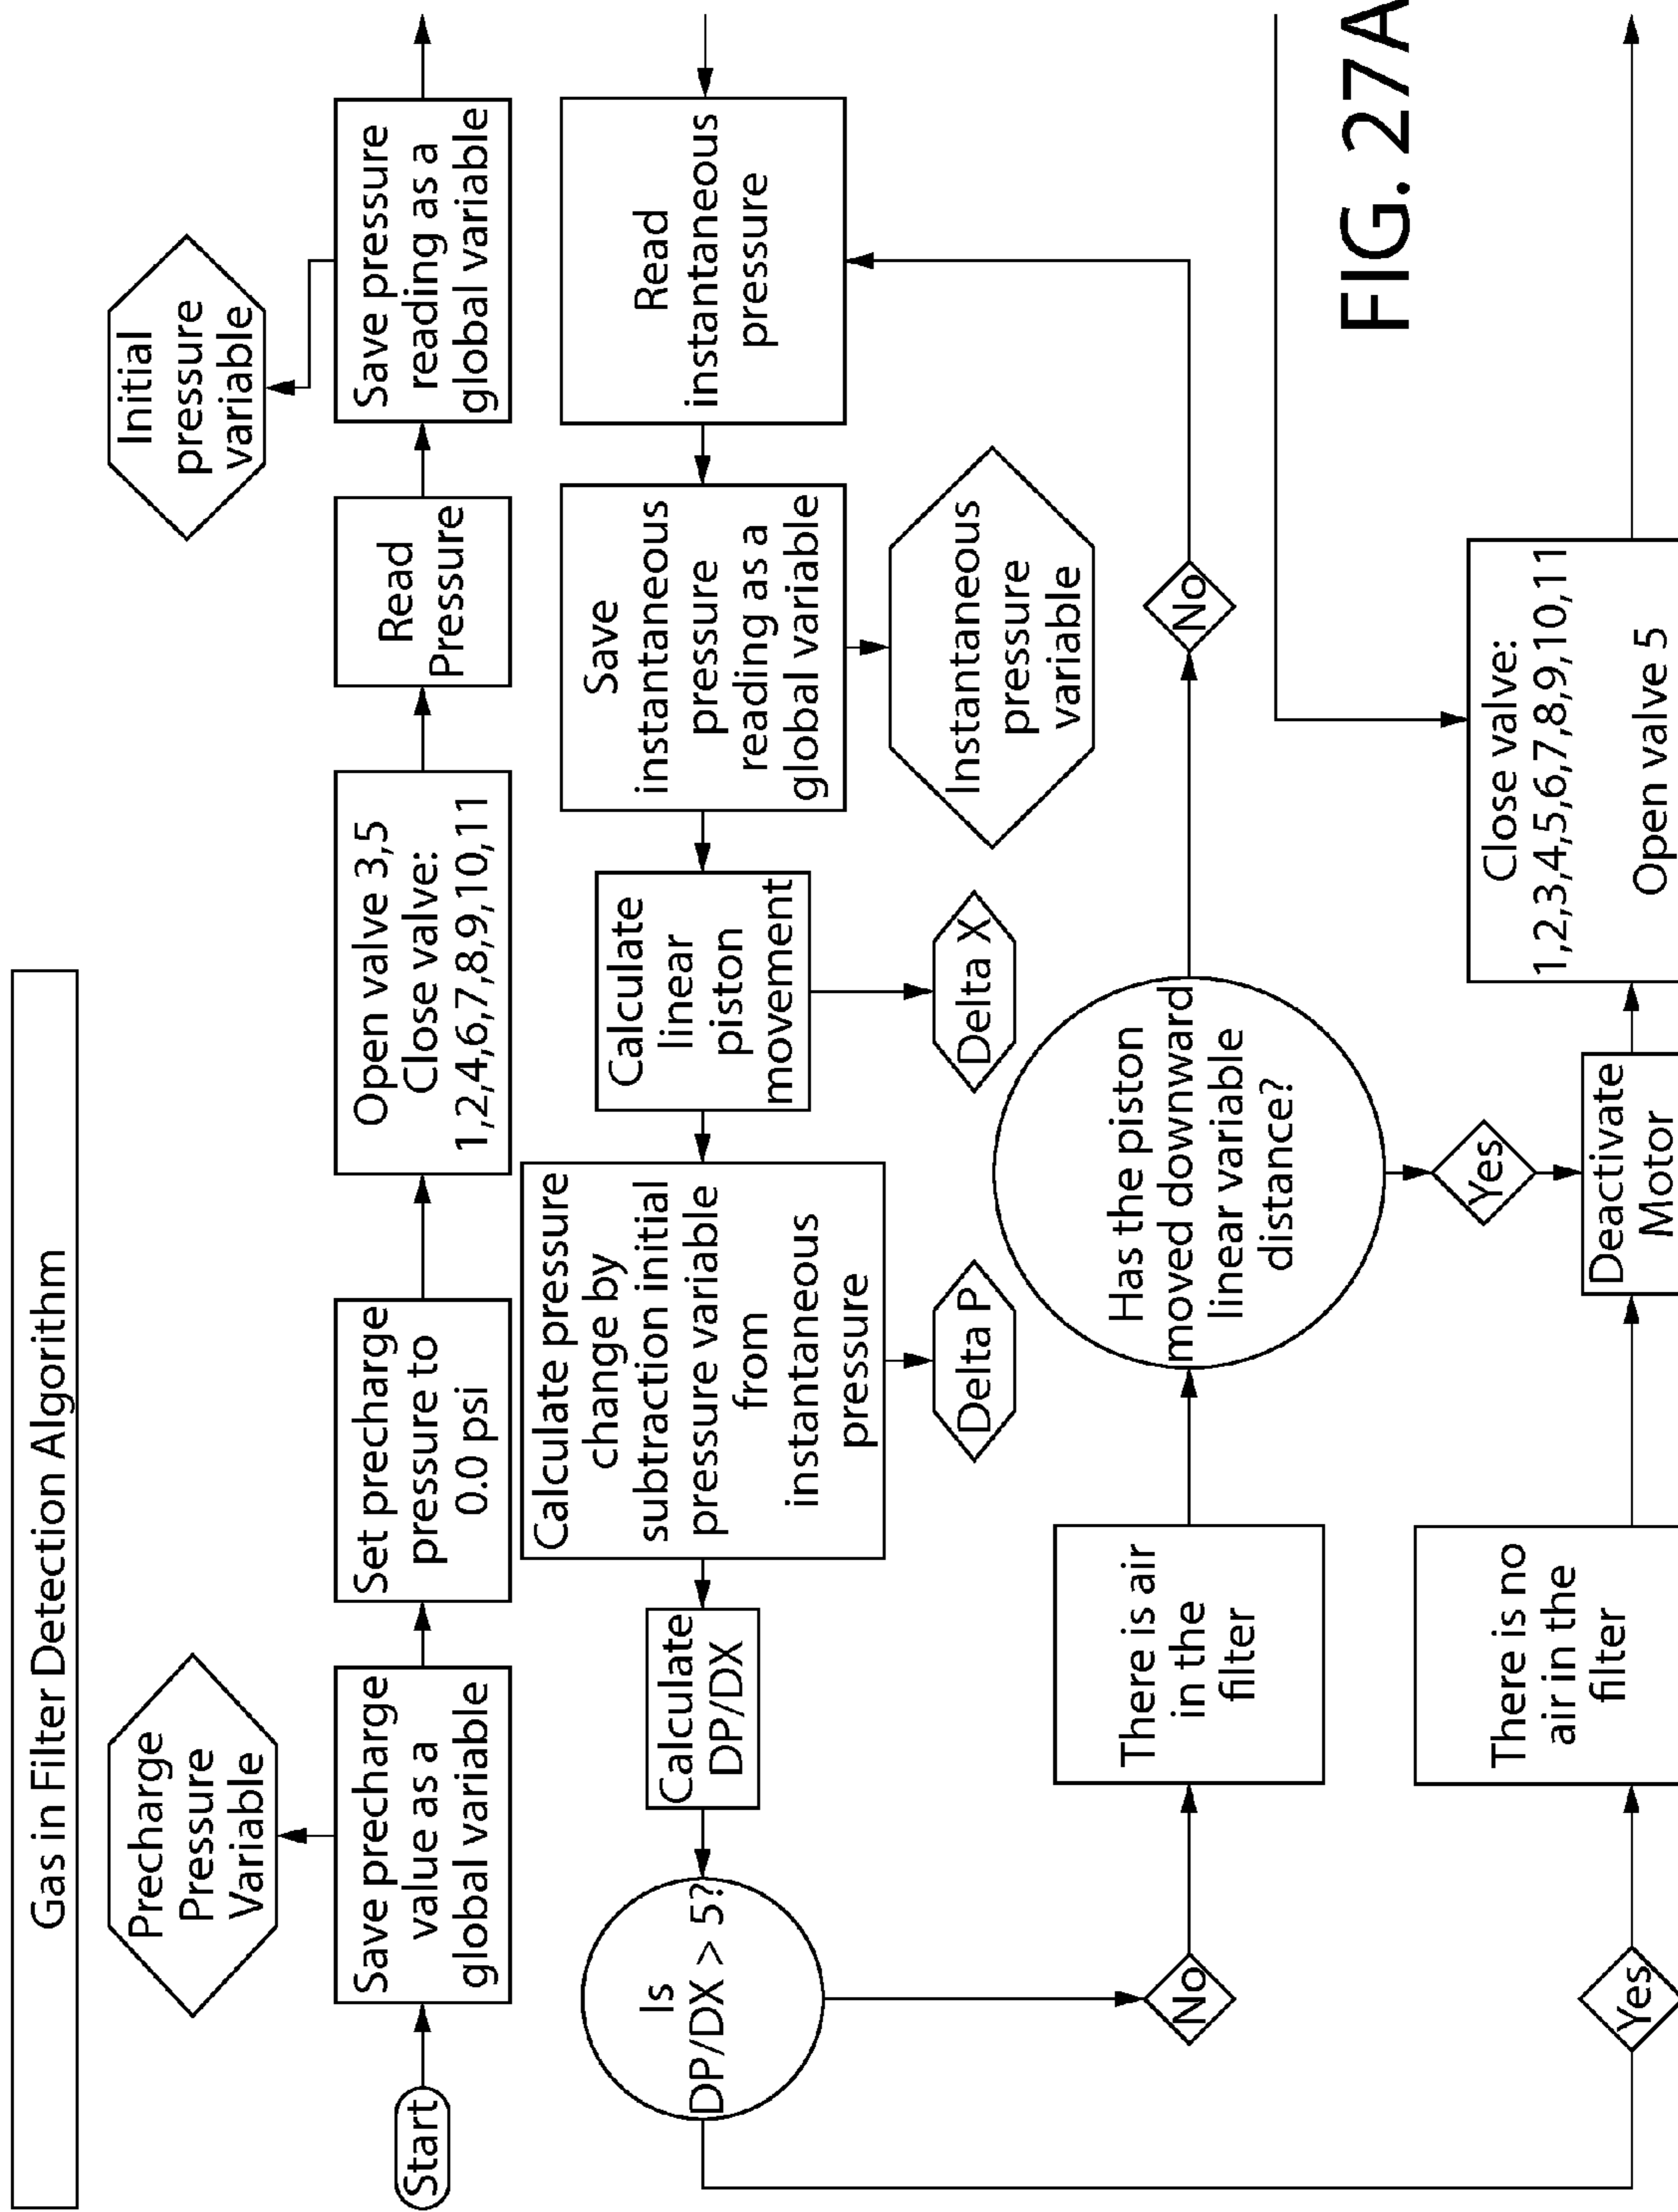 Gas in Filter Detection Algorithm
Precharge
Pressure
Variable
Initial
pressure
variable
Start
Save precharge
value as a
global variable
Set precharge
pressure to
0.0 psi
Open valve 3,5
Close valve:
1,2,4,6,7,8,9,10,11
Read
Pressure
Save pressure
reading as a
global variable
Is
DP/DX > 5?
Calculate
DP/DX
Calculate pressure
change by
subtraction initial
pressure variable
from
instantaneous
pressure
Calculate
linear
piston
movement
Save
instantaneous
pressure
reading as a
global variable
Read
instantaneous
pressure
Delta P
Delta X
Instantaneous
pressure
variable
No
There is air
in the
filter
Has the piston
moved downward
linear variable
distance?
No
Yes
Yes
There is no
air in the
filter
Deactivate
Motor
Close valve:
1,2,3,4,5,6,7,8,9,10,11
Open valve 5
FIG. 27A